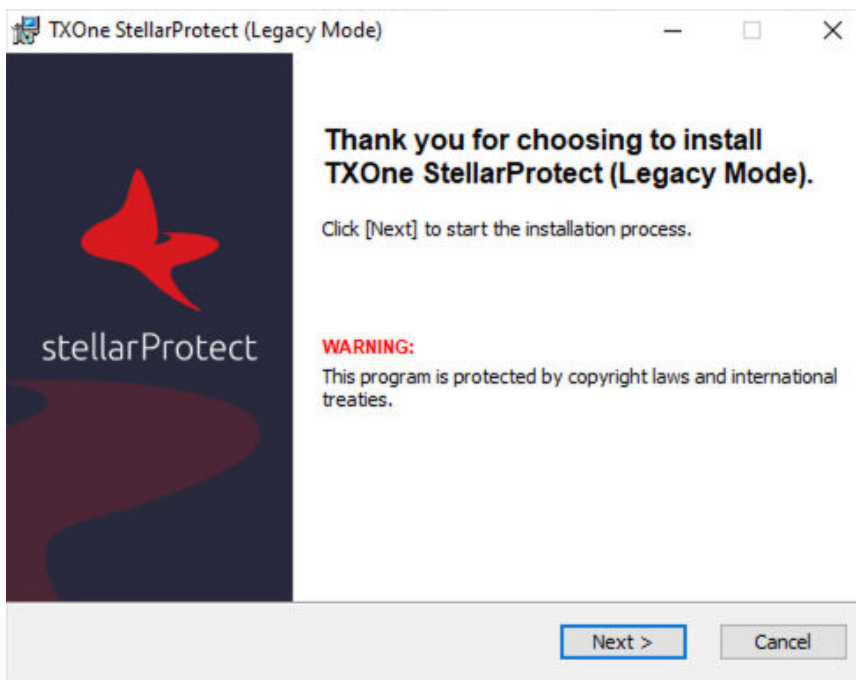 TXOne StellarProtect (Legacy Mode)
Thank you for choosing to install
TXOne StellarProtect (Legacy Mode).
Click [Next] to start the installation process.
stellarProtect
WARNING:
This program is protected by copyright laws and international
treaties.
Next >
Cancel